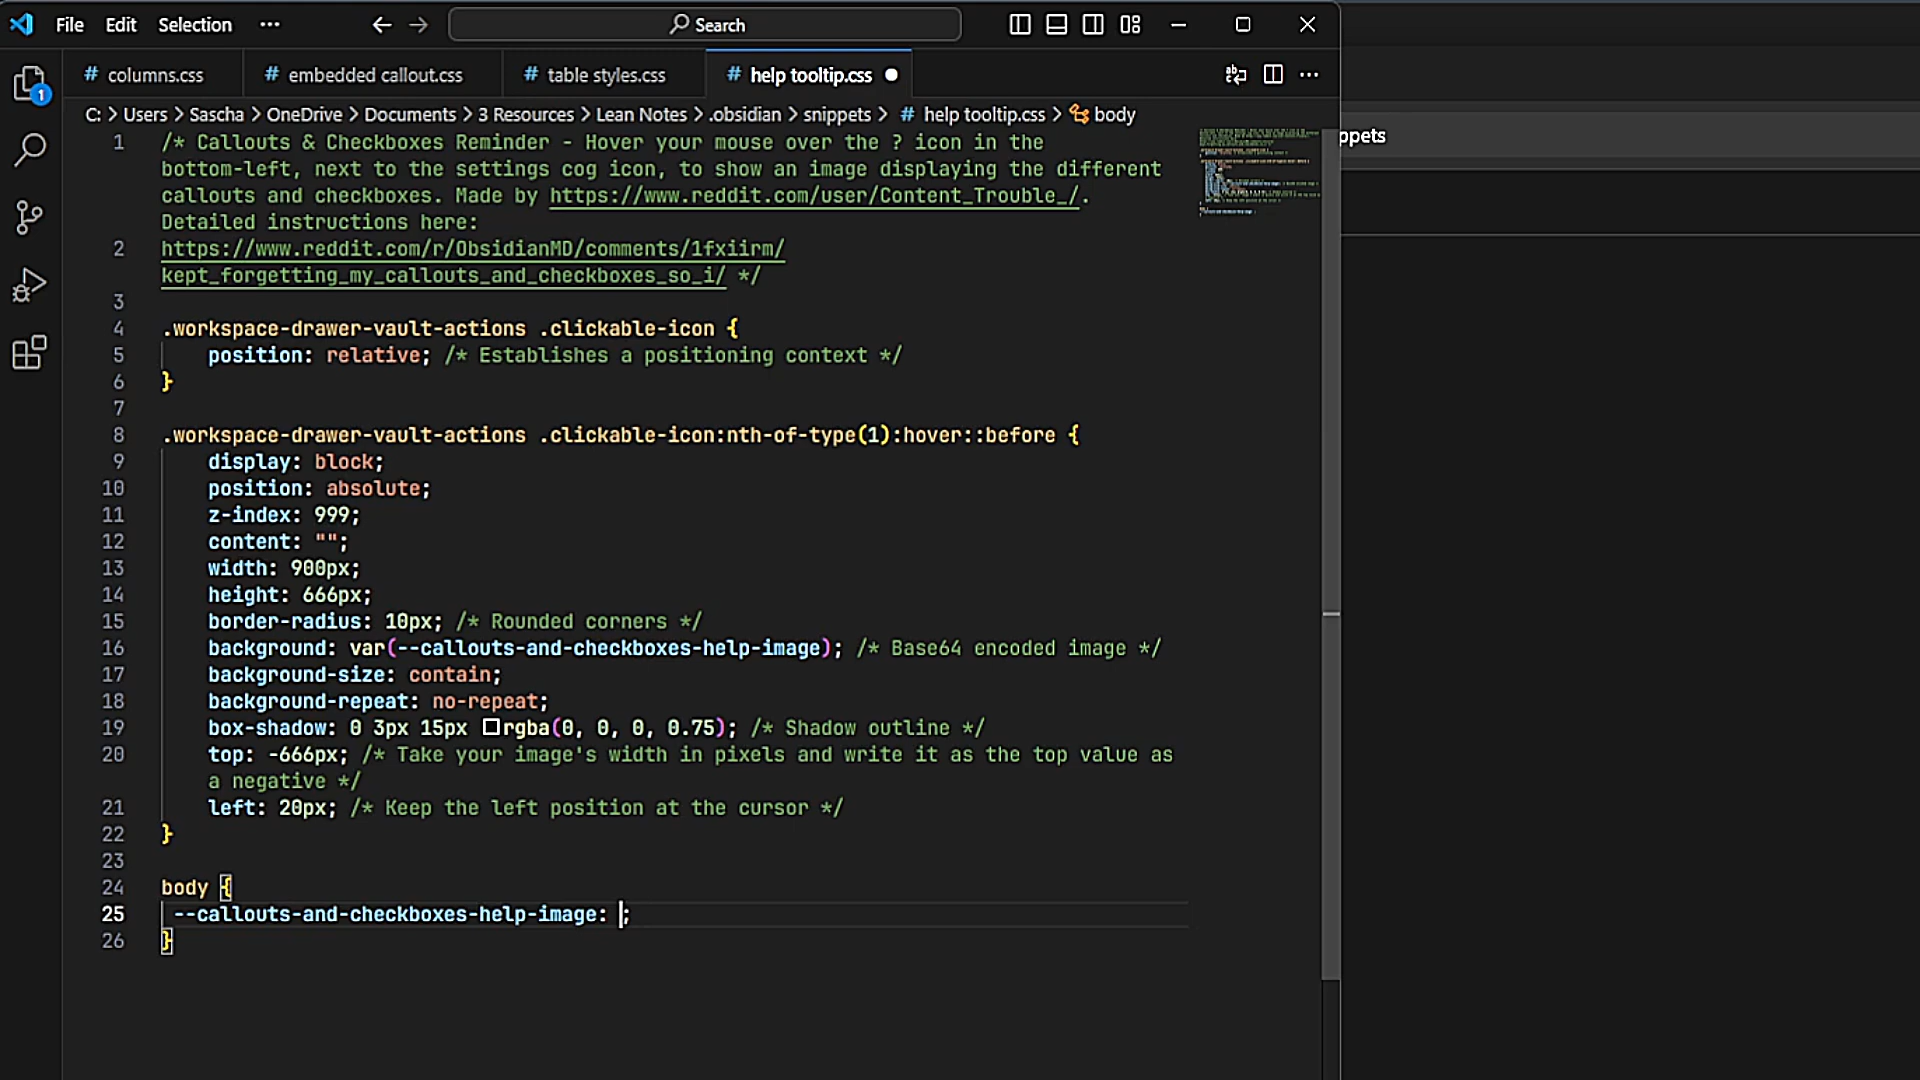 File Edit Selection ··· Search
# columns.css # embedded callout.css # table styles.css # help tooltip.css
C: > Users > Sascha > OneDrive > Documents > 3 Resources > Lean Notes > .obsidian > snippets > # help tooltip.css > body
ppets
1
1 /* Callouts & Checkboxes Reminder - Hover your mouse over the ? icon in the
bottom-left, next to the settings cog icon, to show an image displaying the different
callouts and checkboxes. Made by https://www.reddit.com/user/Content_Trouble_/.
Detailed instructions here:
2 https://www.reddit.com/r/ObsidianMD/comments/1fxiirm/
kept_forgetting_my_callouts_and_checkboxes_so_i/ */
3
4 .workspace-drawer-vault-actions .clickable-icon {
5 position: relative; /* Establishes a positioning context */
6 }
7
8 .workspace-drawer-vault-actions .clickable-icon:nth-of-type(1):hover::before {
9 display: block;
10 position: absolute;
11 z-index: 999;
12 content: "";
13 width: 900px;
14 height: 666px;
15 border-radius: 10px; /* Rounded corners */
16 background: var(--callouts-and-checkboxes-help-image); /* Base64 encoded image */
17 background-size: contain;
18 background-repeat: no-repeat;
19 box-shadow: 0 3px 15px rgba(0, 0, 0, 0.75); /* Shadow outline */
20 top: -666px; /* Take your image's width in pixels and write it as the top value as
a negative */
21 left: 20px; /* Keep the left position at the cursor */
22 }
23
24 body {
25 --callouts-and-checkboxes-help-image: ;
26 }